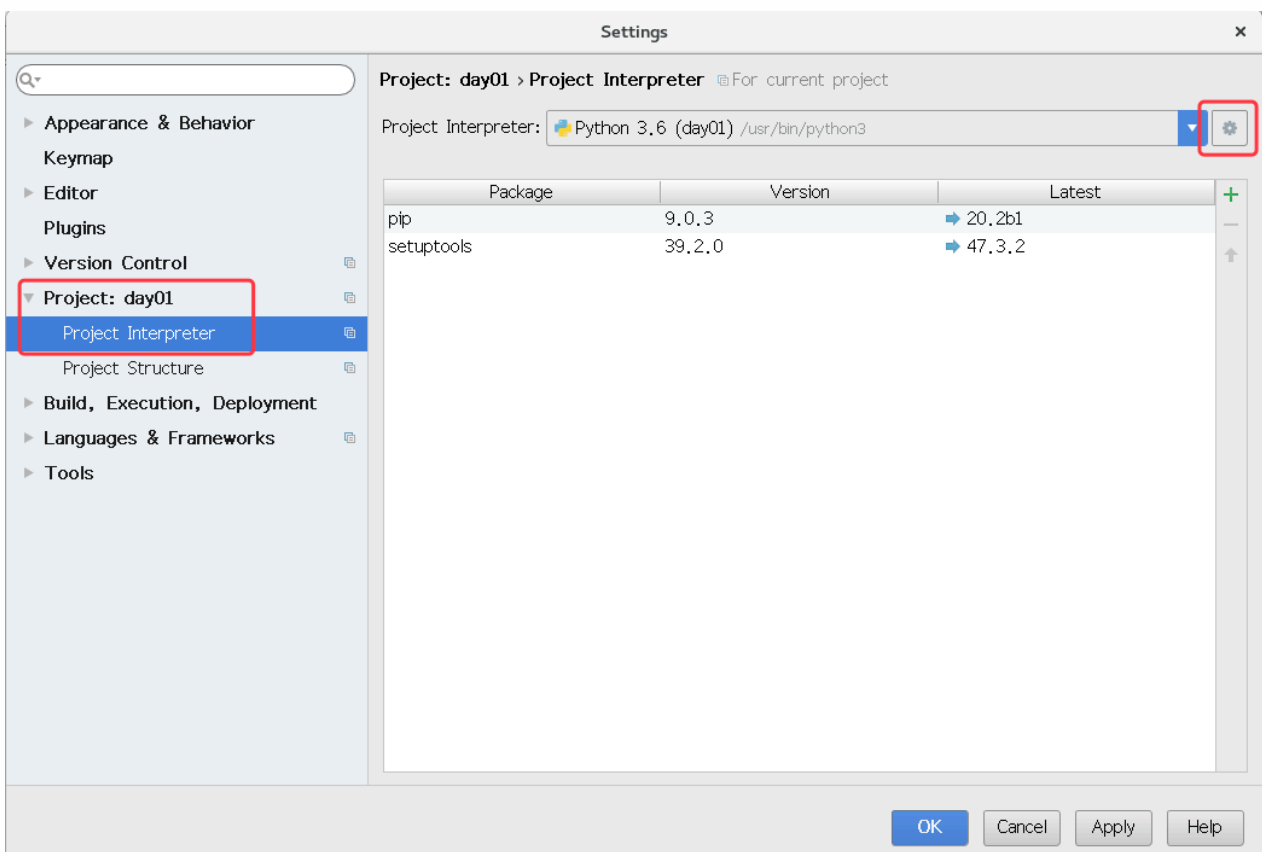 Settings
Project: day01 › Project Interpreter For current project
Appearance & Behavior
Keymap
Editor
Plugins
Version Control
Project: day01
Project Interpreter
Project Structure
Build, Execution, Deployment
Languages & Frameworks
Tools
Project Interpreter: Python 3.6 (day01) /usr/bin/python3
Package Version Latest
pip 9.0.3 20.2b1
setuptools 39.2.0 47.3.2
OK Cancel Apply Help